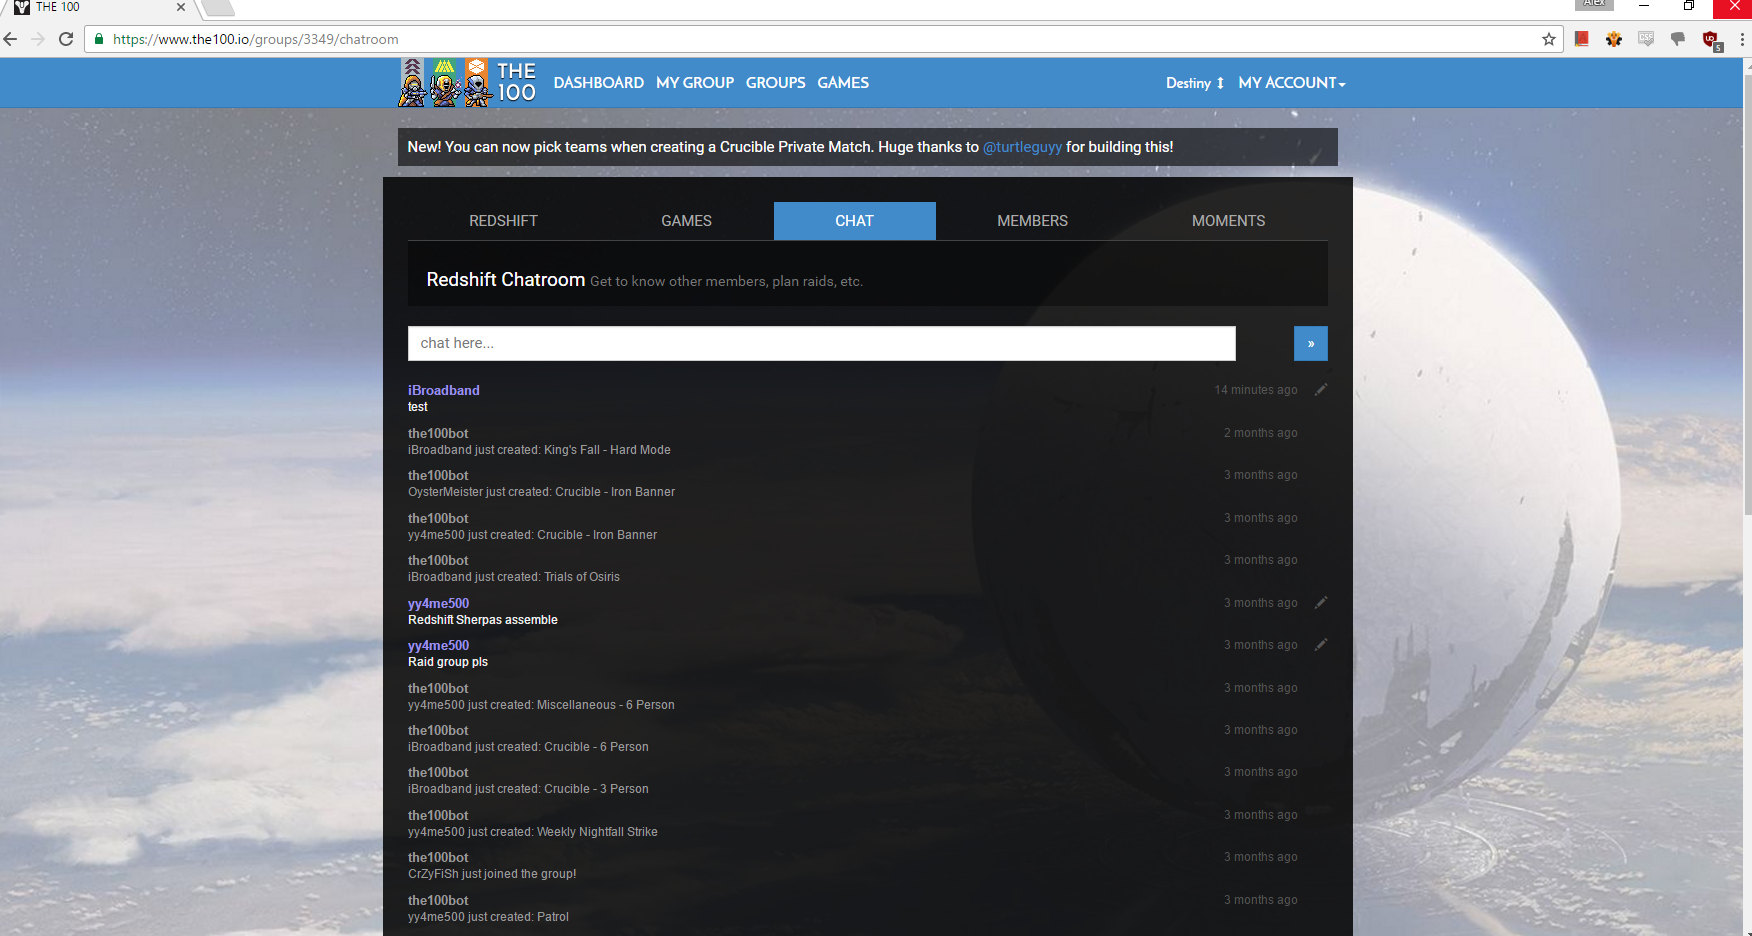 THE 100
Alex
https://www.the100.io/groups/3349/chatroom
CSS
5
THE
100
DASHBOARD MY GROUP GROUPS GAMES
Destiny MY ACCOUNT
New! You can now pick teams when creating a Crucible Private Match. Huge thanks to @turtleguyy for building this!
REDSHIFT GAMES CHAT MEMBERS MOMENTS
Redshift Chatroom Get to know other members, plan raids, etc.
chat here... »
iBroadband 14 minutes ago
test
the100bot 2 months ago
iBroadband just created: King's Fall - Hard Mode
the100bot 3 months ago
OysterMeister just created: Crucible - Iron Banner
the100bot 3 months ago
yy4me500 just created: Crucible - Iron Banner
the100bot 3 months ago
iBroadband just created: Trials of Osiris
yy4me500 3 months ago
Redshift Sherpas assemble
yy4me500 3 months ago
Raid group pls
the100bot 3 months ago
yy4me500 just created: Miscellaneous - 6 Person
the100bot 3 months ago
iBroadband just created: Crucible - 6 Person
the100bot 3 months ago
iBroadband just created: Crucible - 3 Person
the100bot 3 months ago
yy4me500 just created: Weekly Nightfall Strike
the100bot 3 months ago
CrZyFiSh just joined the group!
the100bot 3 months ago
yy4me500 just created: Patrol